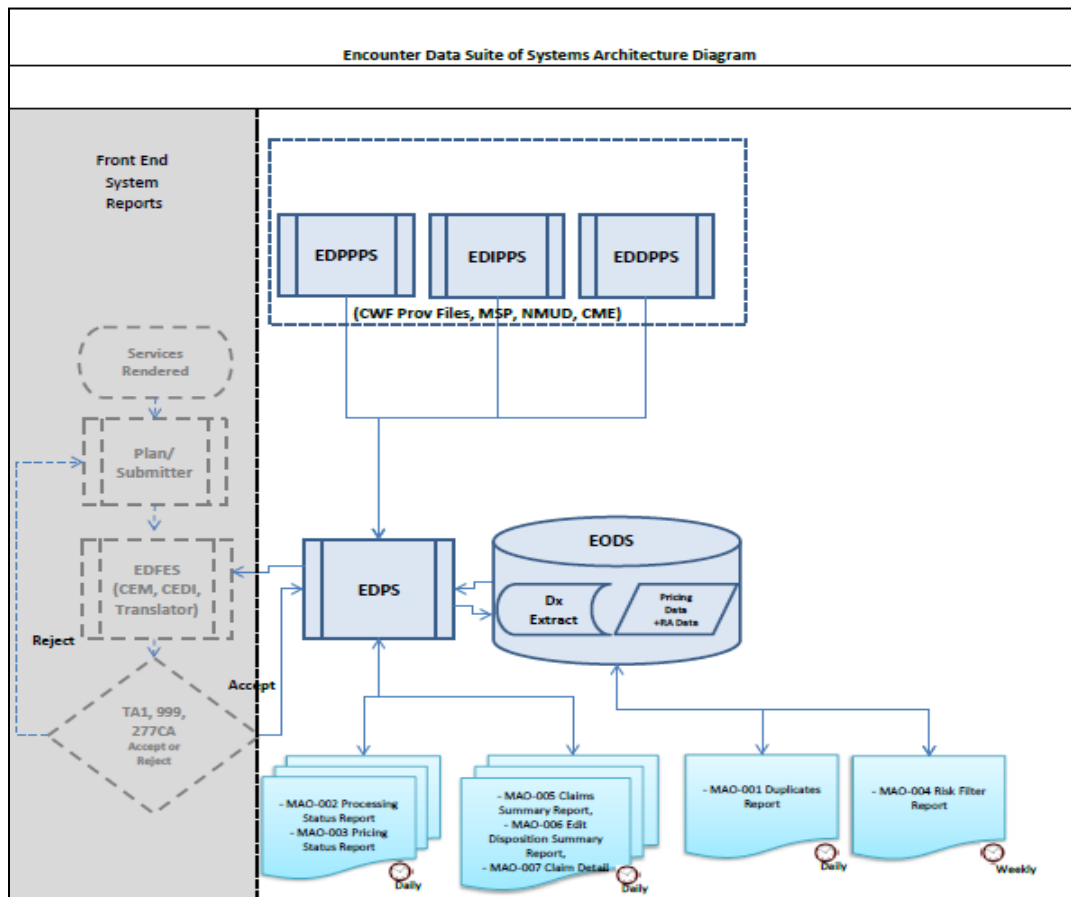 Encounter Data Suite of Systems Architecture Diagram
Front End
System
Reports
EDPPPS
EDIPPS
EDDPPS
(CWF Prov Files, MSP, NMUD, CME)
Services
Rendered
Plan/
Submitter
EDFES
(CEM, CEDI,
Translator)
EDPS
EODS
Dx
Extract
Pricing
Data
+RA Data
Reject
Accept
TA1, 999,
277CA
Accept or
Reject
- MAO-002 Processing
Status Report
- MAO-003 Pricing
Status Report
Daily
- MAO-005 Claims
Summary Report,
- MAO-006 Edit
Disposition Summary
Report,
- MAO-007 Claim Detail
Daily
- MAO-001 Duplicates
Report
Daily
- MAO-004 Risk Filter
Report
Weekly